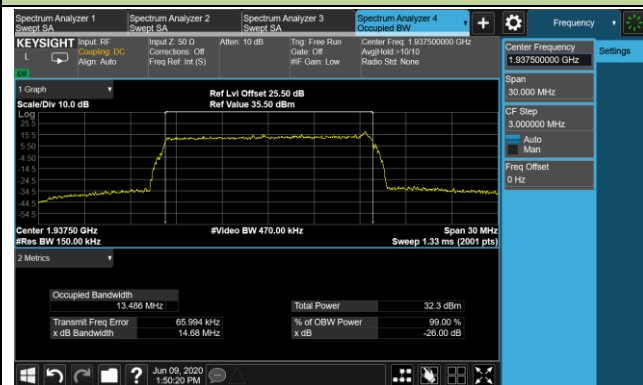 Spectrum Analyzer 1
Swept SA
Spectrum Analyzer 2
Swept SA
Spectrum Analyzer 3
Swept SA
Spectrum Analyzer 4
Occupied BW
Frequency
KEYSIGHT
L
Input: RF
Coupling: DC
Align: Auto
Input Z: 50 Ω
Corrections: Off
Freq Ref: Int (S)
Atten: 10 dB
Trig: Free Run
Gate: Off
#IF Gain: Low
Center Freq: 1.937500000 GHz
Avg|Hold >10/10
Radio Std: None
Center Frequency
1.937500000 GHz
Settings
Span
30.000 MHz
CF Step
3.000000 MHz
Auto
Man
Freq Offset
0 Hz
1 Graph
Scale/Div 10.0 dB
Ref Lvl Offset 25.50 dB
Ref Value 35.50 dBm
Log
25.5
15.5
5.50
-4.50
-14.5
-24.5
-34.5
-44.5
-54.5
Center 1.93750 GHz
#Res BW 150.00 kHz
#Video BW 470.00 kHz
Span 30 MHz
Sweep 1.33 ms (2001 pts)
2 Metrics
Occupied Bandwidth
13.486 MHz
Total Power
32.3 dBm
Transmit Freq Error
65.994 kHz
% of OBW Power
99.00 %
x dB Bandwidth
14.68 MHz
x dB
-26.00 dB
Jun 09, 2020
1:50:20 PM